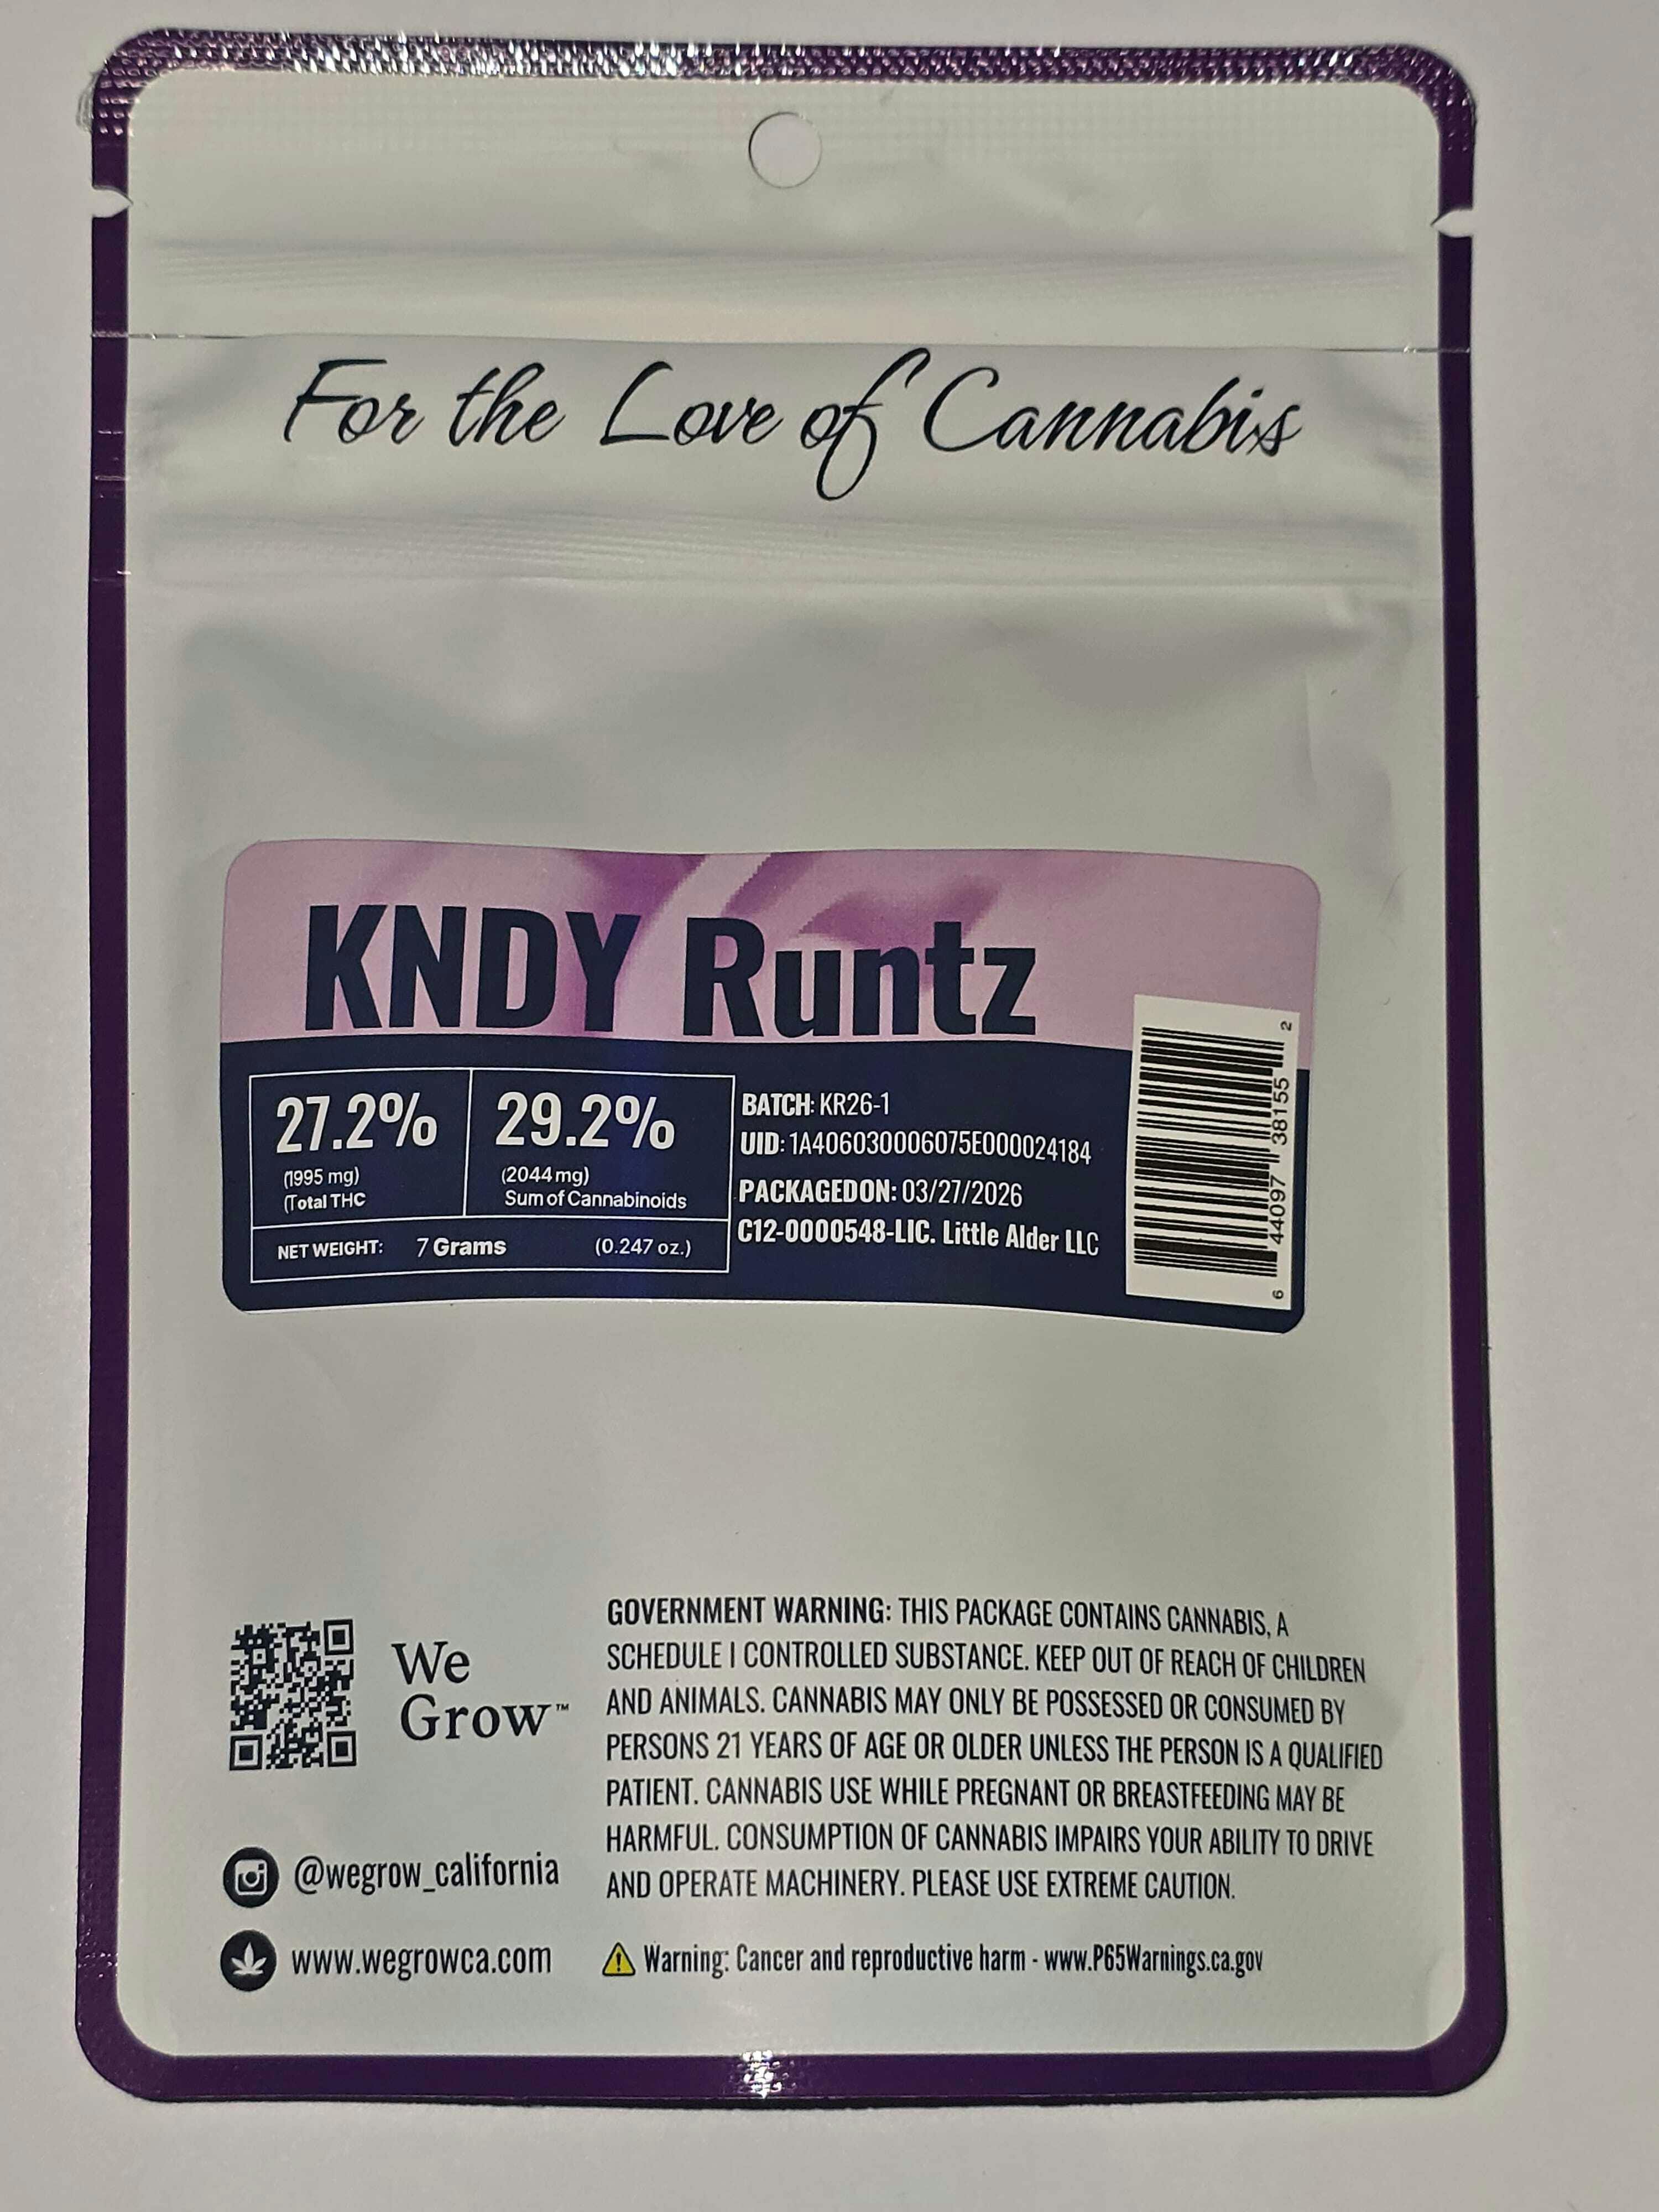 For the Love of Cannabis
KNDY Runtz
27.2%
(1995 mg)
(Total THC
29.2%
(2044 mg)
Sum of Cannabinoids
NET WEIGHT: 7 Grams (0.247 oz.)
BATCH: KR26-1
UID: 1A406030006075E000024184
PACKAGEDON: 03/27/2026
C12-0000548-LIC. Little Alder LLC
6 44097 38155 2
We
Grow™
@wegrow_california
www.wegrowca.com
GOVERNMENT WARNING: THIS PACKAGE CONTAINS CANNABIS, A
SCHEDULE I CONTROLLED SUBSTANCE. KEEP OUT OF REACH OF CHILDREN
AND ANIMALS. CANNABIS MAY ONLY BE POSSESSED OR CONSUMED BY
PERSONS 21 YEARS OF AGE OR OLDER UNLESS THE PERSON IS A QUALIFIED
PATIENT. CANNABIS USE WHILE PREGNANT OR BREASTFEEDING MAY BE
HARMFUL. CONSUMPTION OF CANNABIS IMPAIRS YOUR ABILITY TO DRIVE
AND OPERATE MACHINERY. PLEASE USE EXTREME CAUTION.
Warning: Cancer and reproductive harm - www.P65Warnings.ca.gov